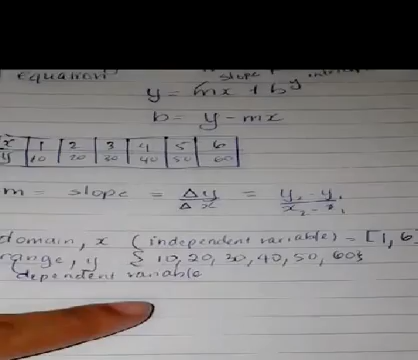 Equation slope y intercept
y = mx + b
b = y - mx
x 1 2 3 4 5 6
y 10 20 30 40 50 60
m = slope = Δy/Δx = y₂ - y₁/x₂ - x₁
domain, x (independent variable) = [1, 6]
range, y { 10, 20, 30, 40, 50, 60}
dependent variable